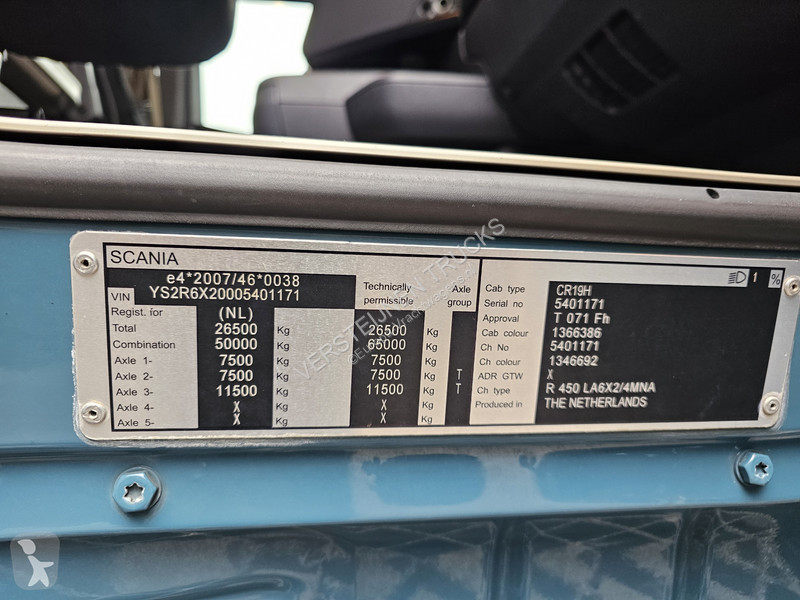 SCANIA
e4*2007/46*0038
VIN YS2R6X20005401171
Technically permissible
Axle group
Regist. for (NL)
Total 26500 Kg 26500 Kg
Combination 50000 Kg 65000 Kg
Axle 1- 7500 Kg 7500 Kg
Axle 2- 7500 Kg 7500 Kg T
Axle 3- 11500 Kg 11500 Kg T
Axle 4- X Kg X Kg
Axle 5- X Kg X Kg
1 %
Cab type CR19H
Serial no 5401171
Approval T 071 Fh
Cab colour 1366386
Ch No 5401171
Ch colour 1346692
ADR GTW X
Ch type R 450 LA6X2/4MNA
Produced in THE NETHERLANDS
VERSTEIJNEN TRUCKS